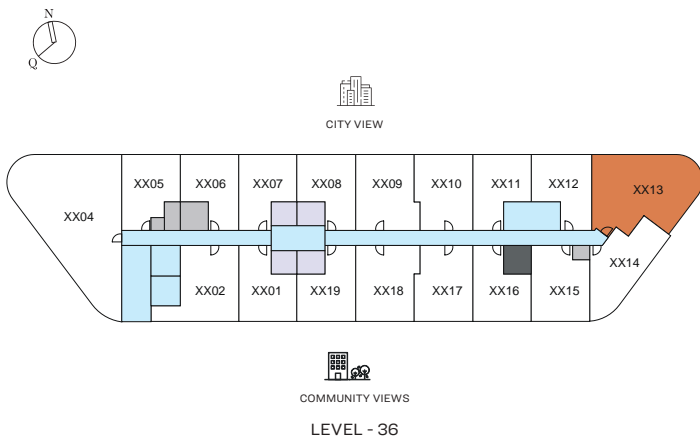 N
Q
CITY VIEW
XX05 XX06 XX07 XX08 XX09 XX10 XX11 XX12 XX13
XX04
XX14
XX02 XX01 XX19 XX18 XX17 XX16 XX15
COMMUNITY VIEWS
LEVEL - 36